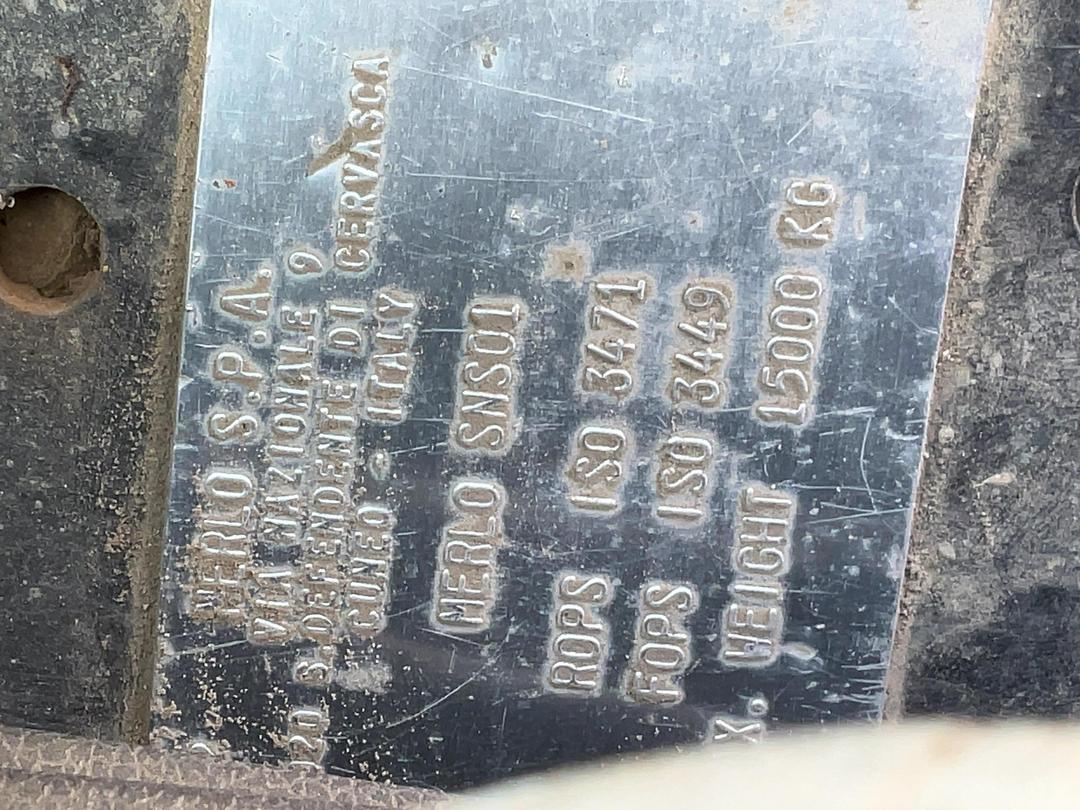 MERLO S.P.A.
VIA NAZIONALE 9
020 S.DEFENDENTE DI CERVASCA
CUNEO - ITALY
MERLO SNS01
ROPS ISO 3471
FOPS ISO 3449
X. WEIGHT 15000 KG